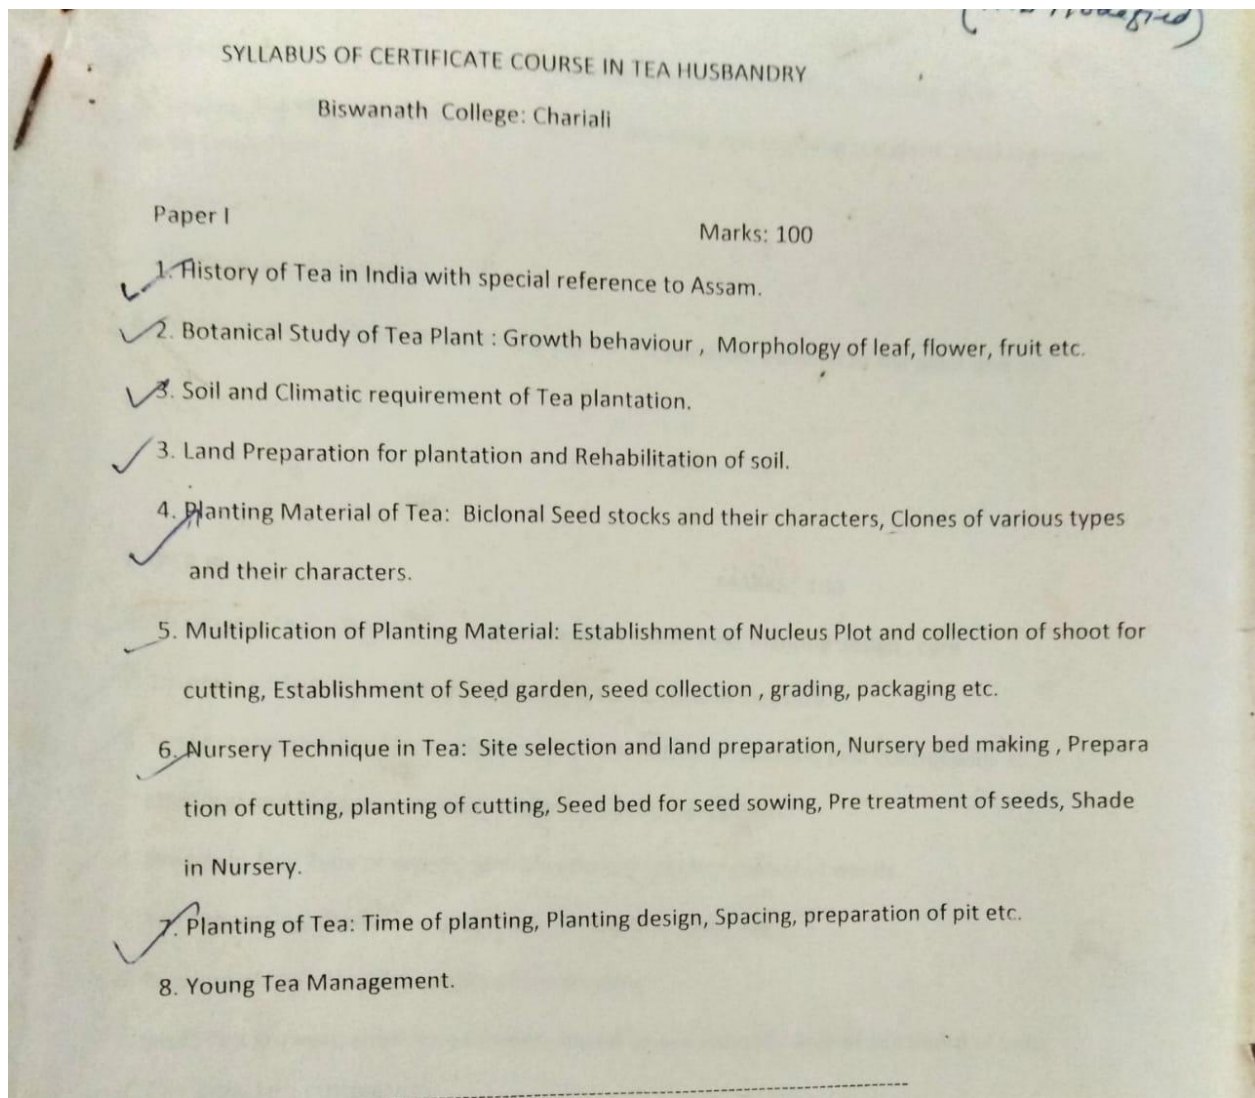 SYLLABUS OF CERTIFICATE COURSE IN TEA HUSBANDRY
Biswanath College: Chariali
Paper I
Marks: 100
1. History of Tea in India with special reference to Assam.
2. Botanical Study of Tea Plant : Growth behaviour , Morphology of leaf, flower, fruit etc.
3. Soil and Climatic requirement of Tea plantation.
3. Land Preparation for plantation and Rehabilitation of soil.
4. Planting Material of Tea: Biclonal Seed stocks and their characters, Clones of various types
and their characters.
5. Multiplication of Planting Material: Establishment of Nucleus Plot and collection of shoot for
cutting, Establishment of Seed garden, seed collection , grading, packaging etc.
6. Nursery Technique in Tea: Site selection and land preparation, Nursery bed making , Prepara
tion of cutting, planting of cutting, Seed bed for seed sowing, Pre treatment of seeds, Shade
in Nursery.
7. Planting of Tea: Time of planting, Planting design, Spacing, preparation of pit etc.
8. Young Tea Management.